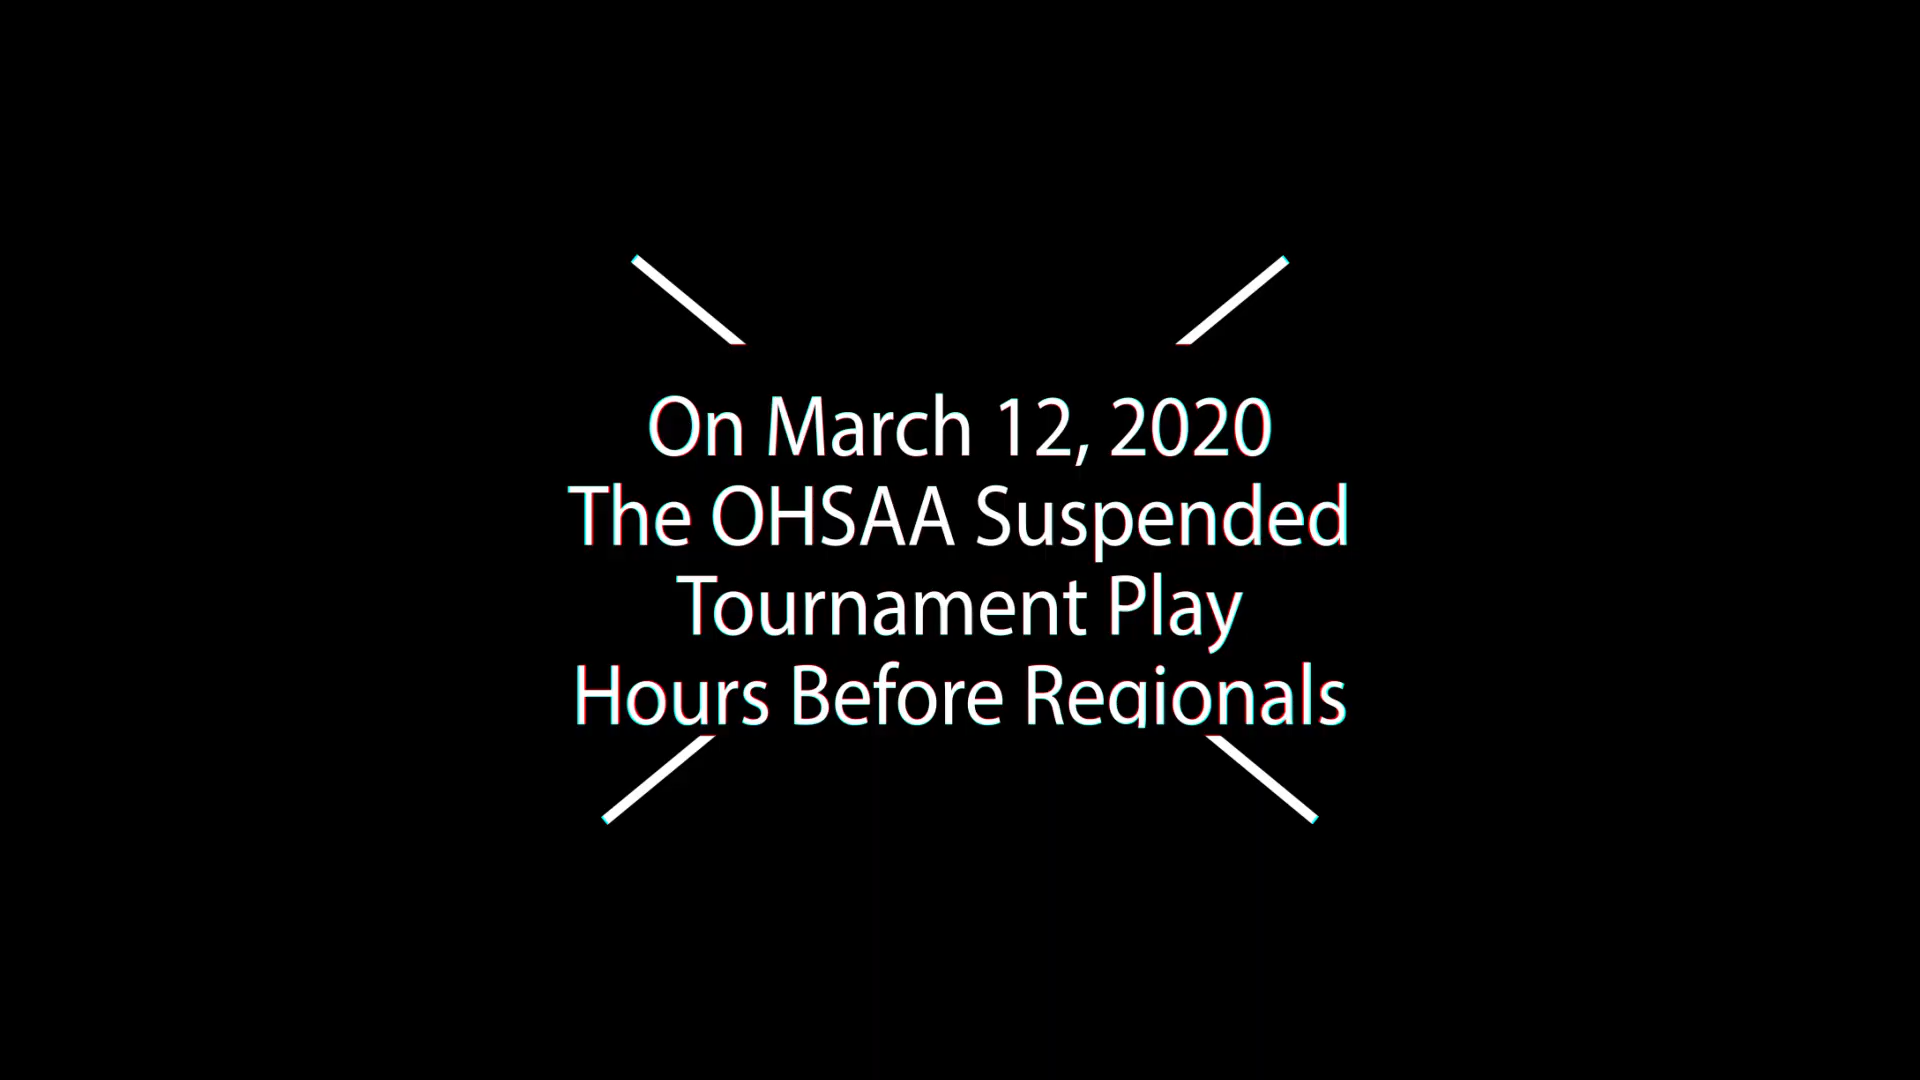 On March 12, 2020
The OHSAA Suspended
Tournament Play
Hours Before Regionals